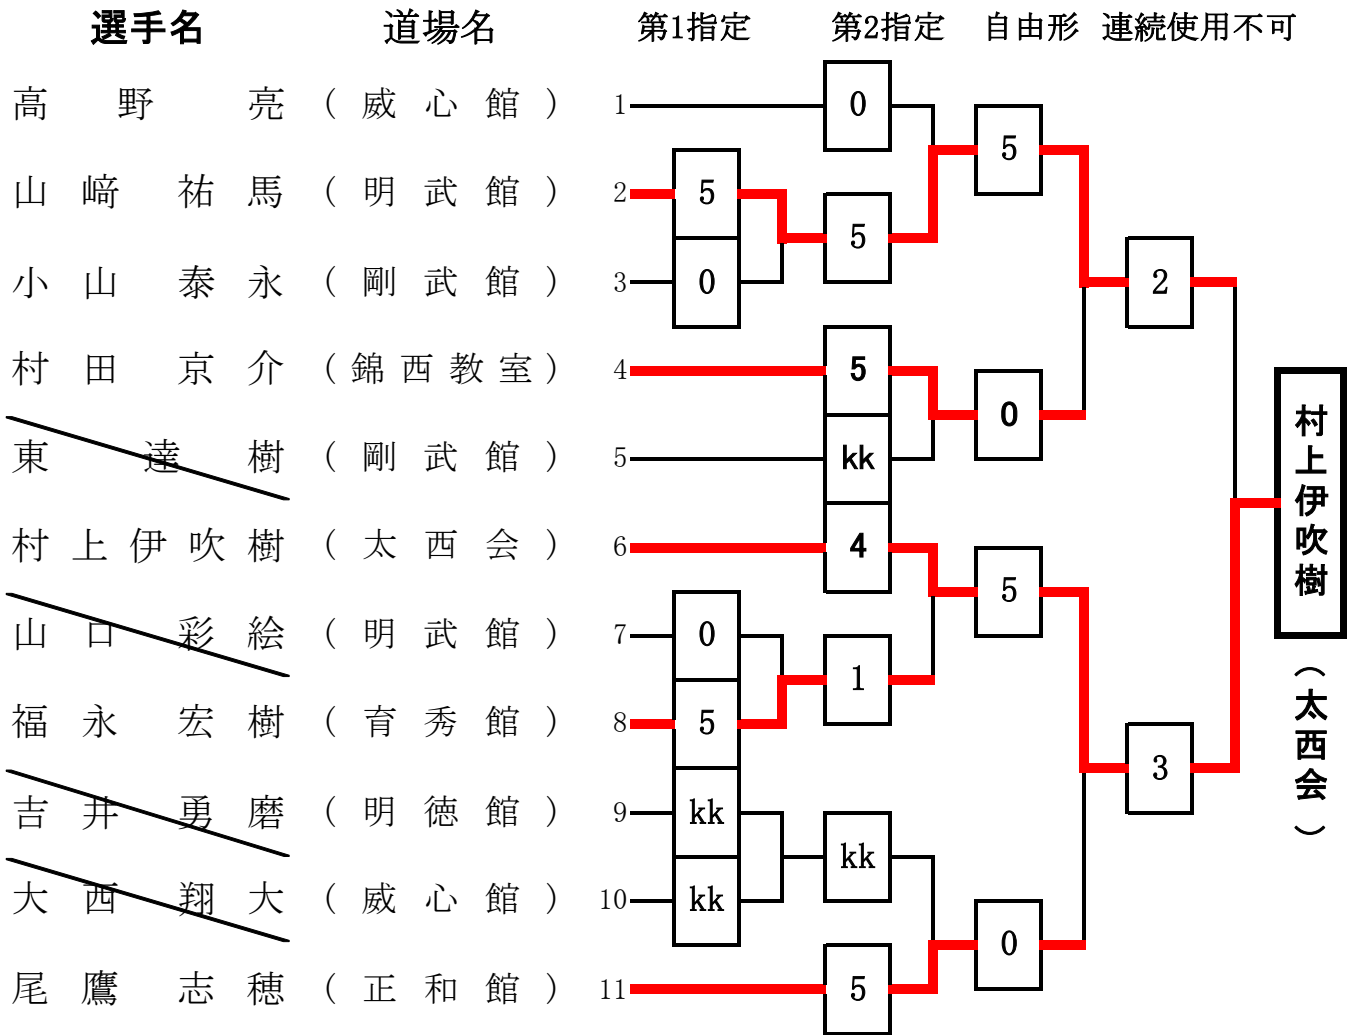 選手名 道場名 第1指定 第2指定 自由形 連続使用不可
高野亮 (威心館) 1 0
5
山﨑祐馬 (明武館) 2 5
5
小山泰永 (剛武館) 3 0
2
村田京介 (錦西教室) 4 5
0
東達樹 (剛武館) 5 kk
村上伊吹樹 (太西会) 6 4
5
山口彩絵 (明武館) 7 0
1
福永宏樹 (育秀館) 8 5
3
吉井勇磨 (明徳館) 9 kk
kk
大西翔大 (威心館) 10 kk
0
尾鷹志穂 (正和館) 11 5
村上伊吹樹
(太西会)